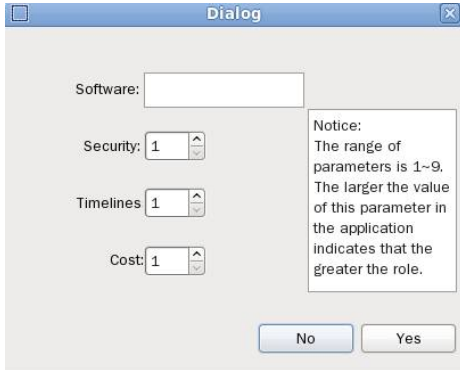 Dialog
Software:
Security: 1
Timelines 1
Cost: 1
Notice:
The range of
parameters is 1~9.
The larger the value
of this parameter in
the application
indicates that the
greater the role.
No Yes